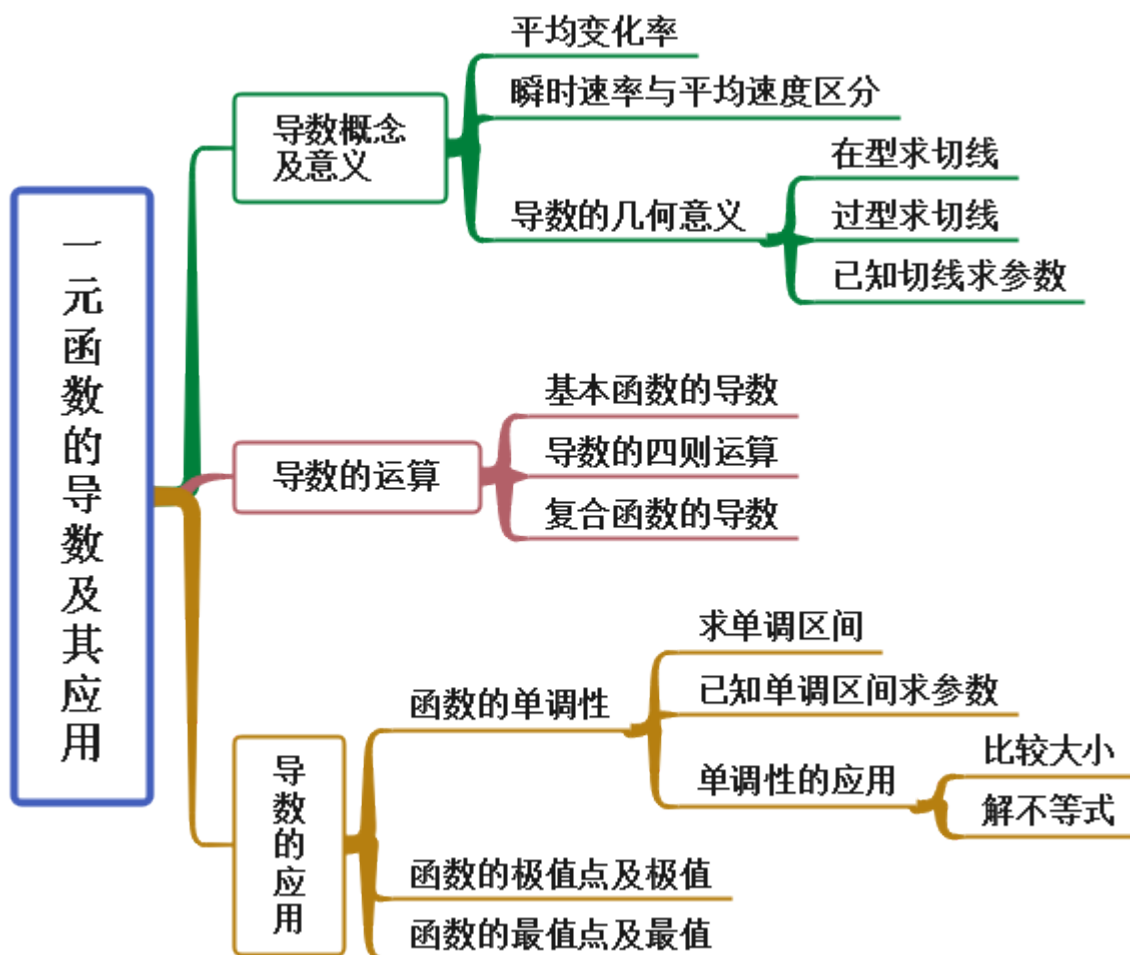 一元函数的导数及其应用
导数概念
及意义
平均变化率
瞬时速率与平均速度区分
导数的几何意义
在型求切线
过型求切线
已知切线求参数
导数的运算
基本函数的导数
导数的四则运算
复合函数的导数
导数的应用
函数的单调性
求单调区间
已知单调区间求参数
单调性的应用
比较大小
解不等式
函数的极值点及极值
函数的最值点及最值